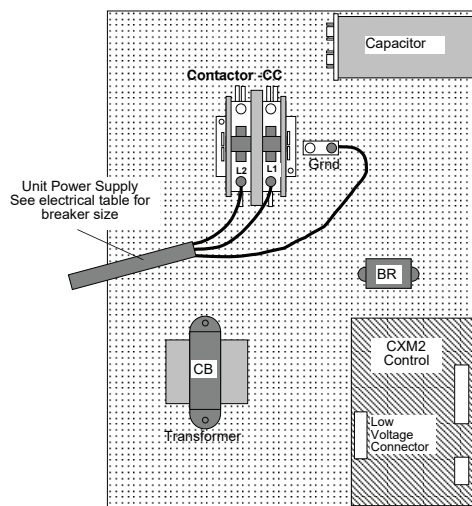 Capacitor
Contactor -CC
L2
L1
Grnd
Unit Power Supply
See electrical table for
breaker size
BR
CXM2
Control
CB
Low
Voltage
Connector
Transformer